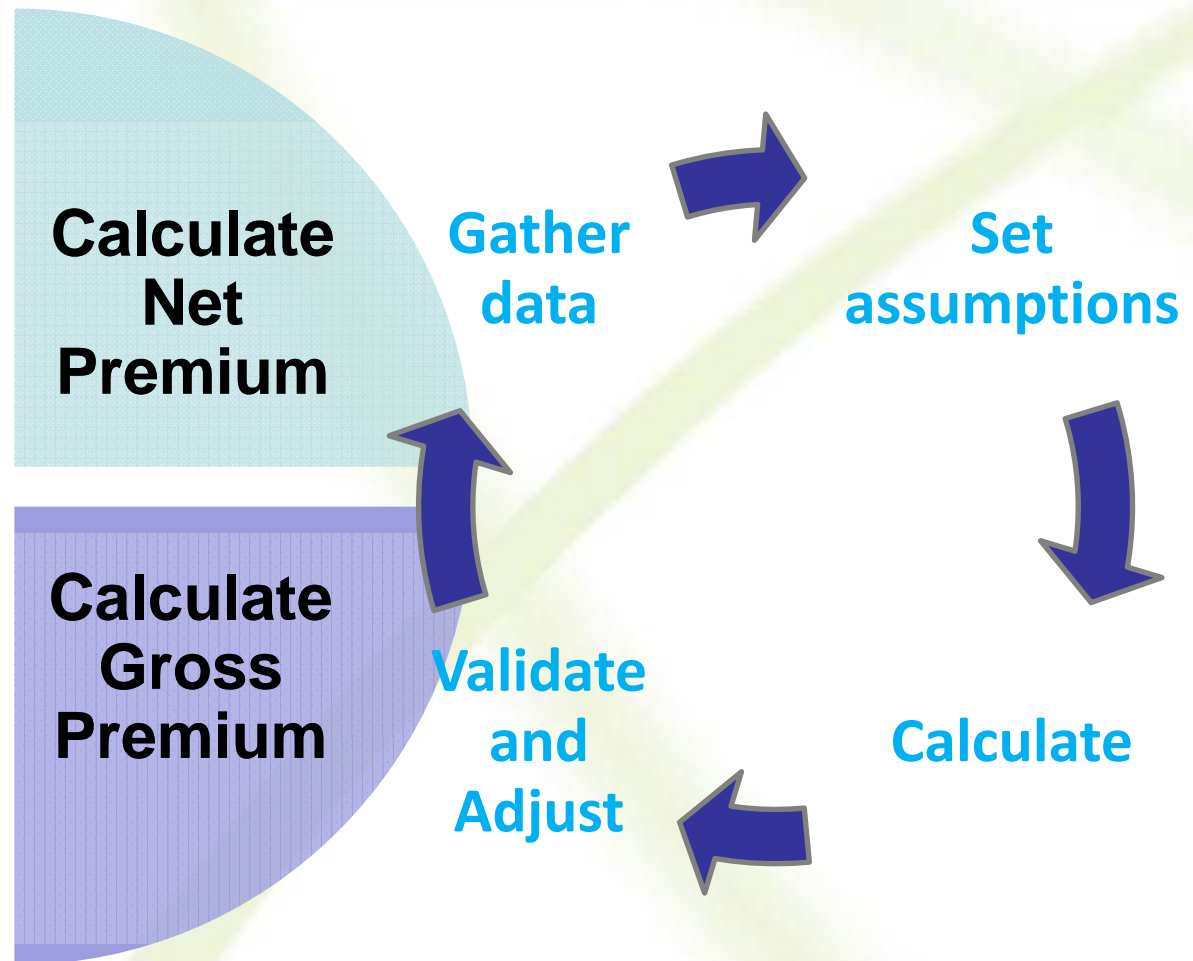 Calculate
Net
Premium
Gather
data
Set
assumptions
Calculate
Gross
Premium
Validate
and
Adjust
Calculate